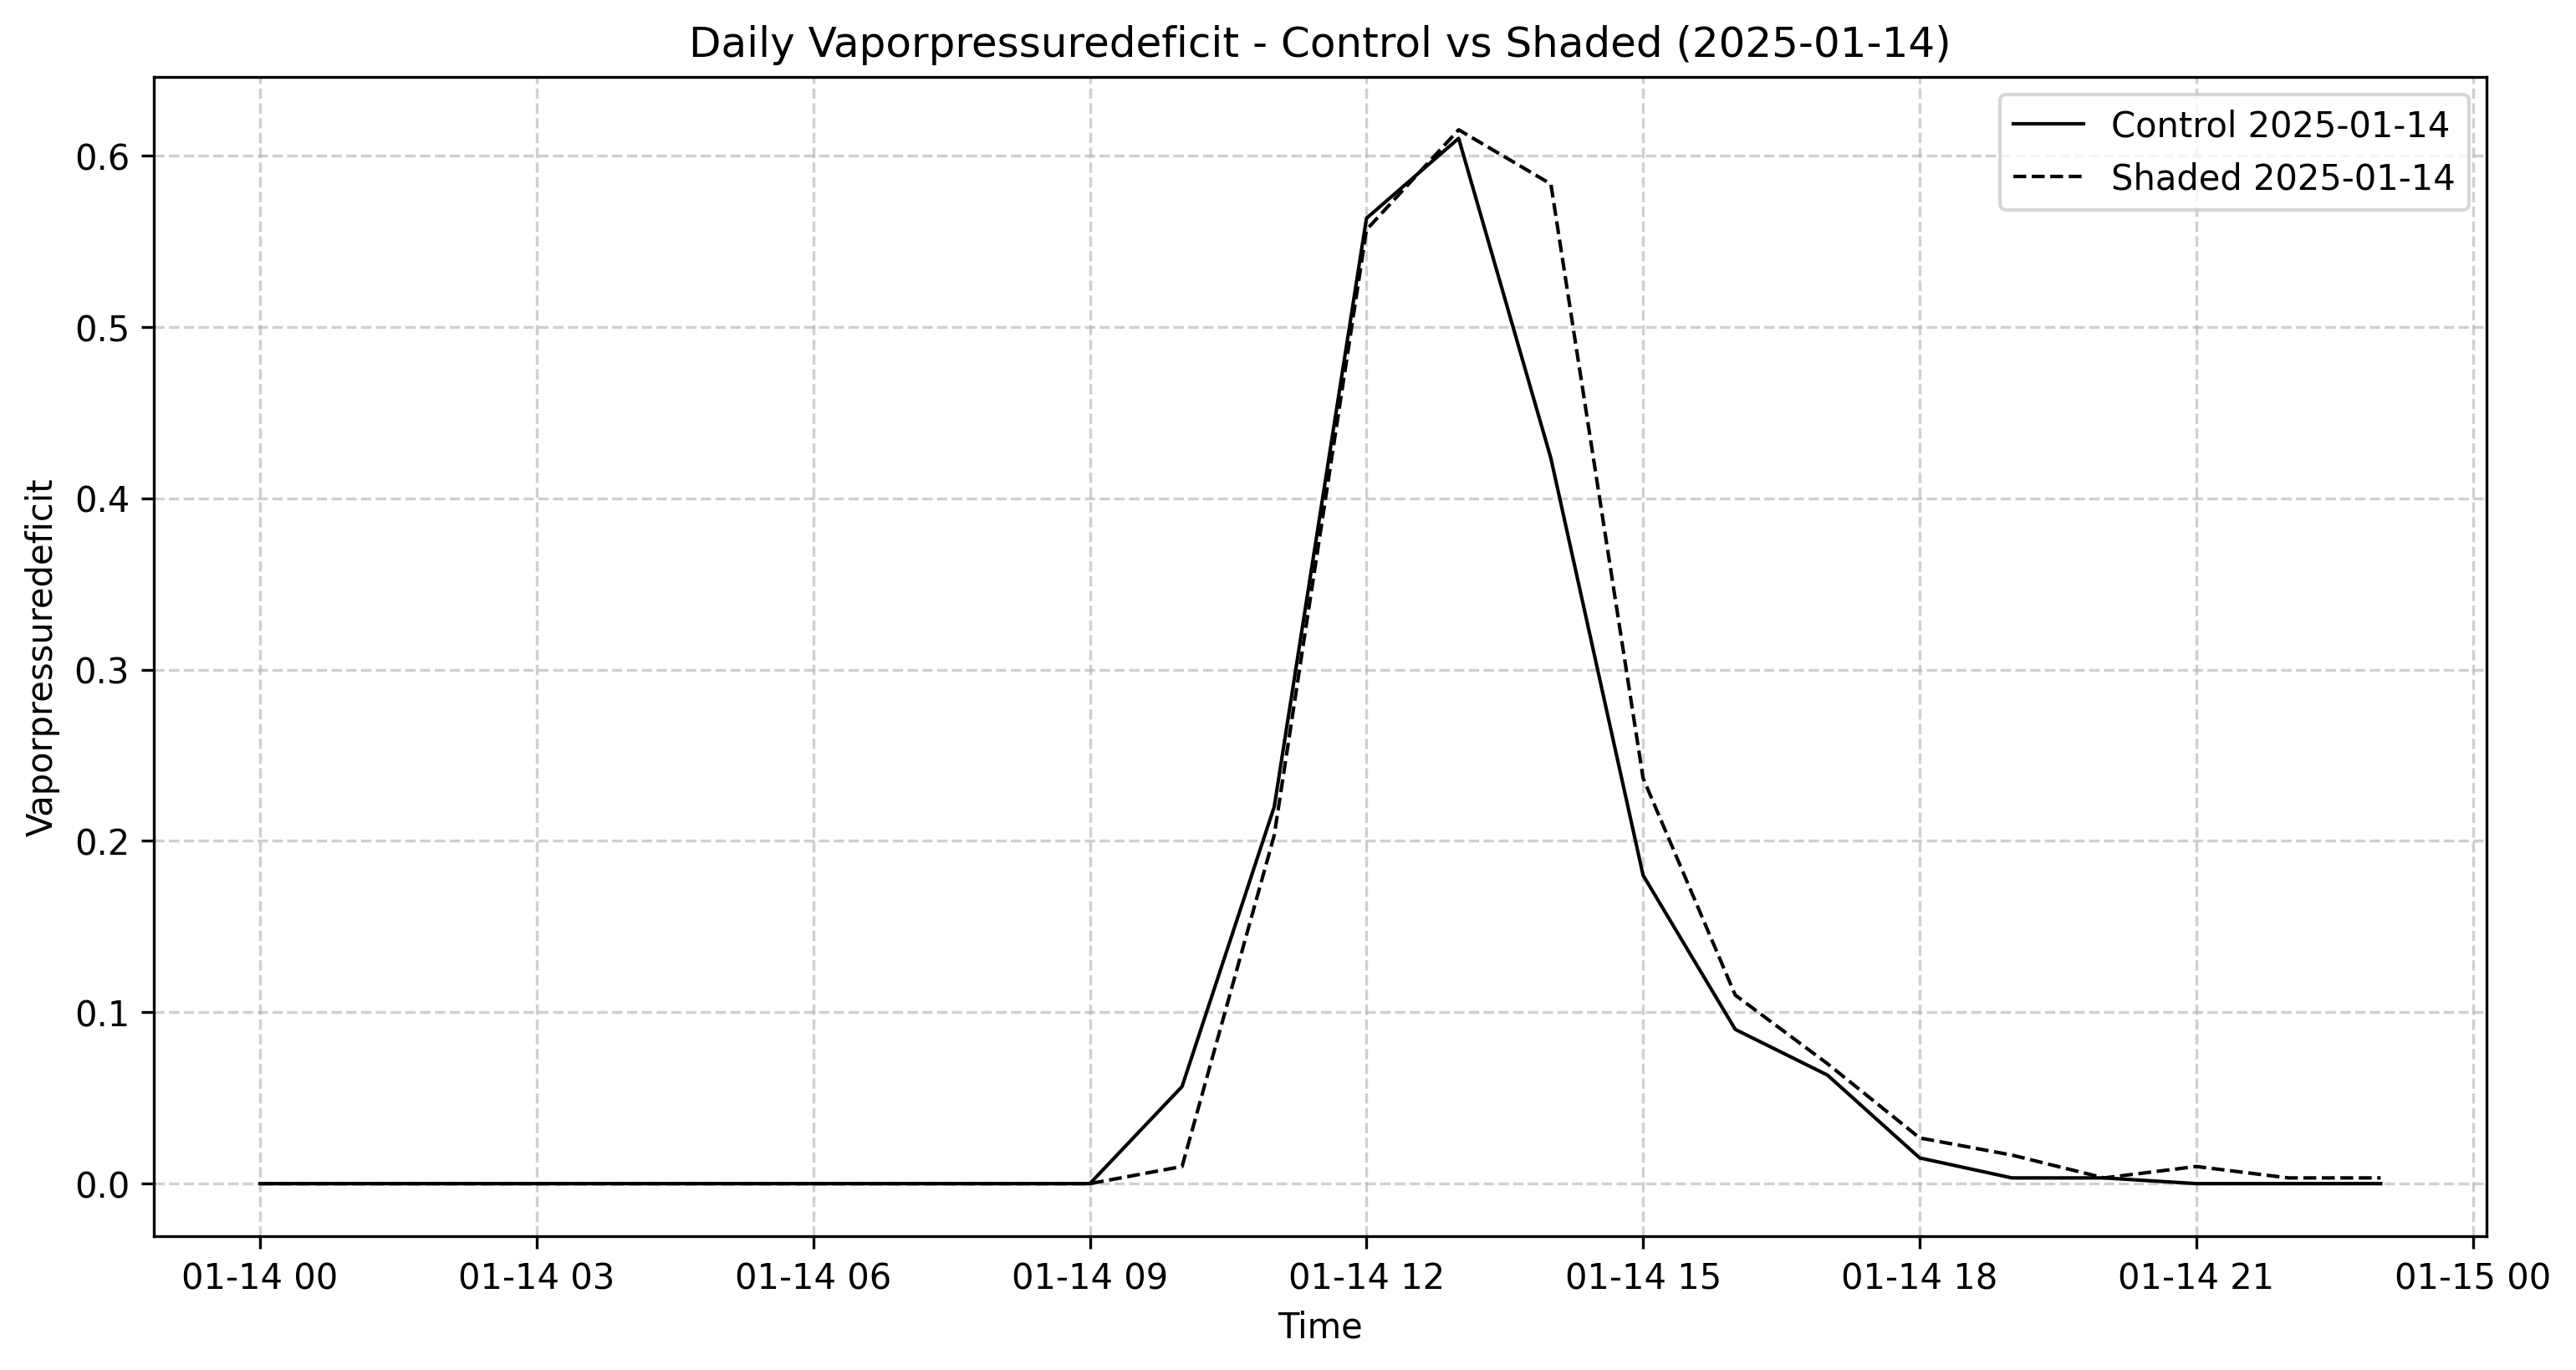 Daily Vaporpressuredeficit - Control vs Shaded (2025-01-14)
Control 2025-01-14
Shaded 2025-01-14
Vaporpressuredeficit
0.6
0.5
0.4
0.3
0.2
0.1
0.0
01-14 00 01-14 03 01-14 06 01-14 09 01-14 12 01-14 15 01-14 18 01-14 21 01-15 00
Time